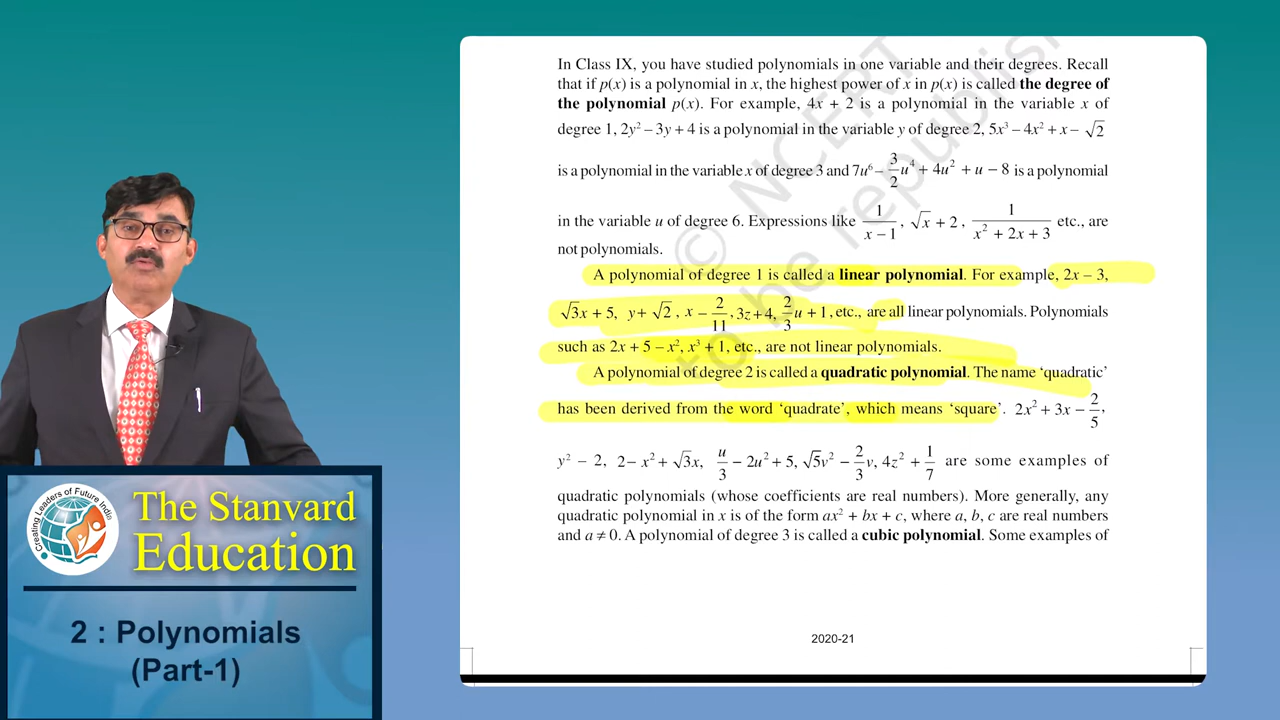 In Class IX, you have studied polynomials in one variable and their degrees. Recall
that if p(x) is a polynomial in x, the highest power of x in p(x) is called the degree of
the polynomial p(x). For example, 4x + 2 is a polynomial in the variable x of
degree 1, 2y² – 3y + 4 is a polynomial in the variable y of degree 2, 5x³ – 4x² + x – √2
is a polynomial in the variable x of degree 3 and 7u⁶ – 3/2 u⁴ + 4u² + u – 8 is a polynomial
in the variable u of degree 6. Expressions like 1/(x – 1), √x + 2, 1/(x² + 2x + 3) etc., are
not polynomials.
A polynomial of degree 1 is called a linear polynomial. For example, 2x – 3,
√3x + 5, y + √2, x – 2/11, 3z + 4, 2/3 u + 1, etc., are all linear polynomials. Polynomials
such as 2x + 5 – x², x³ + 1, etc., are not linear polynomials.
A polynomial of degree 2 is called a quadratic polynomial. The name ‘quadratic’
has been derived from the word ‘quadrate’, which means ‘square’. 2x² + 3x – 2/5,
y² – 2, 2 – x² + √3x, u/3 – 2u² + 5, √5v² – 2/3 v, 4z² + 1/7 are some examples of
quadratic polynomials (whose coefficients are real numbers). More generally, any
quadratic polynomial in x is of the form ax² + bx + c, where a, b, c are real numbers
and a ≠ 0. A polynomial of degree 3 is called a cubic polynomial. Some examples of
2020-21
© NCERT
to be republish
Creating Leaders of Future India
The Stanvard
Education
2 : Polynomials
(Part-1)